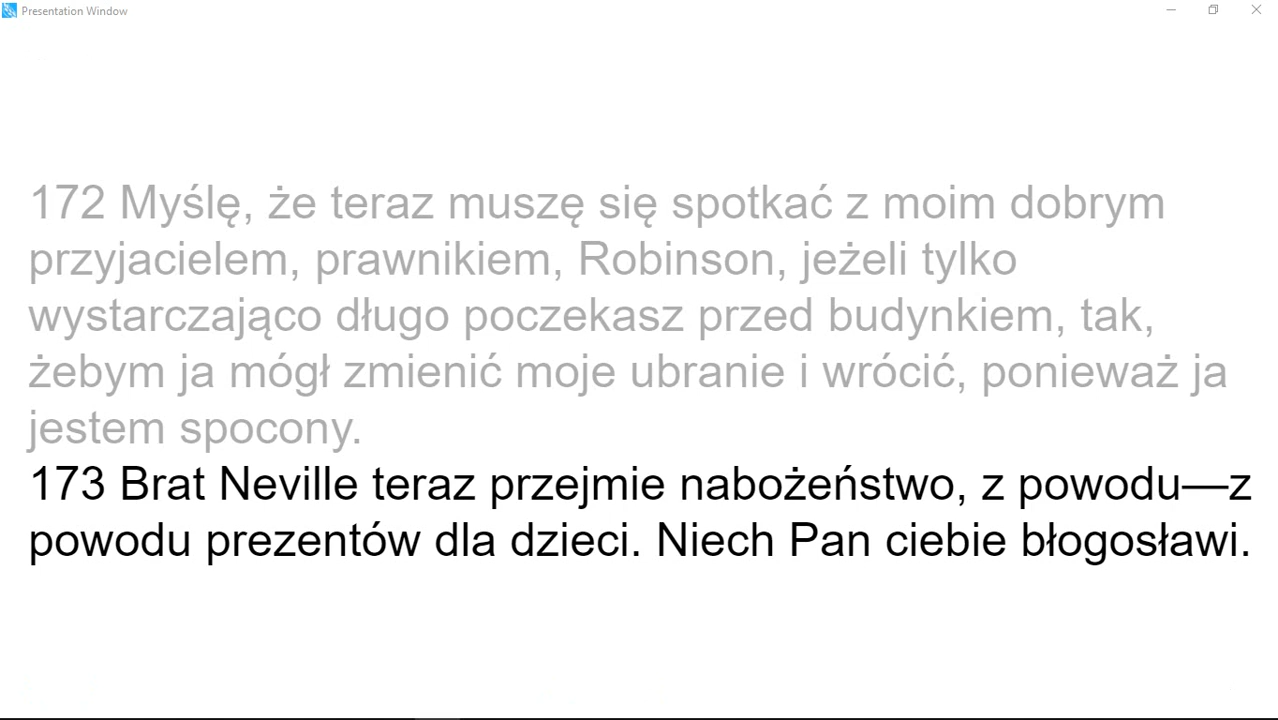 Presentation Window
172 Myślę, że teraz muszę się spotkać z moim dobrym
przyjacielem, prawnikiem, Robinson, jeżeli tylko
wystarczająco długo poczekasz przed budynkiem, tak,
żebym ja mógł zmienić moje ubranie i wrócić, ponieważ ja
jestem spocony.
173 Brat Neville teraz przejmie nabożeństwo, z powodu—z
powodu prezentów dla dzieci. Niech Pan ciebie błogosławi.